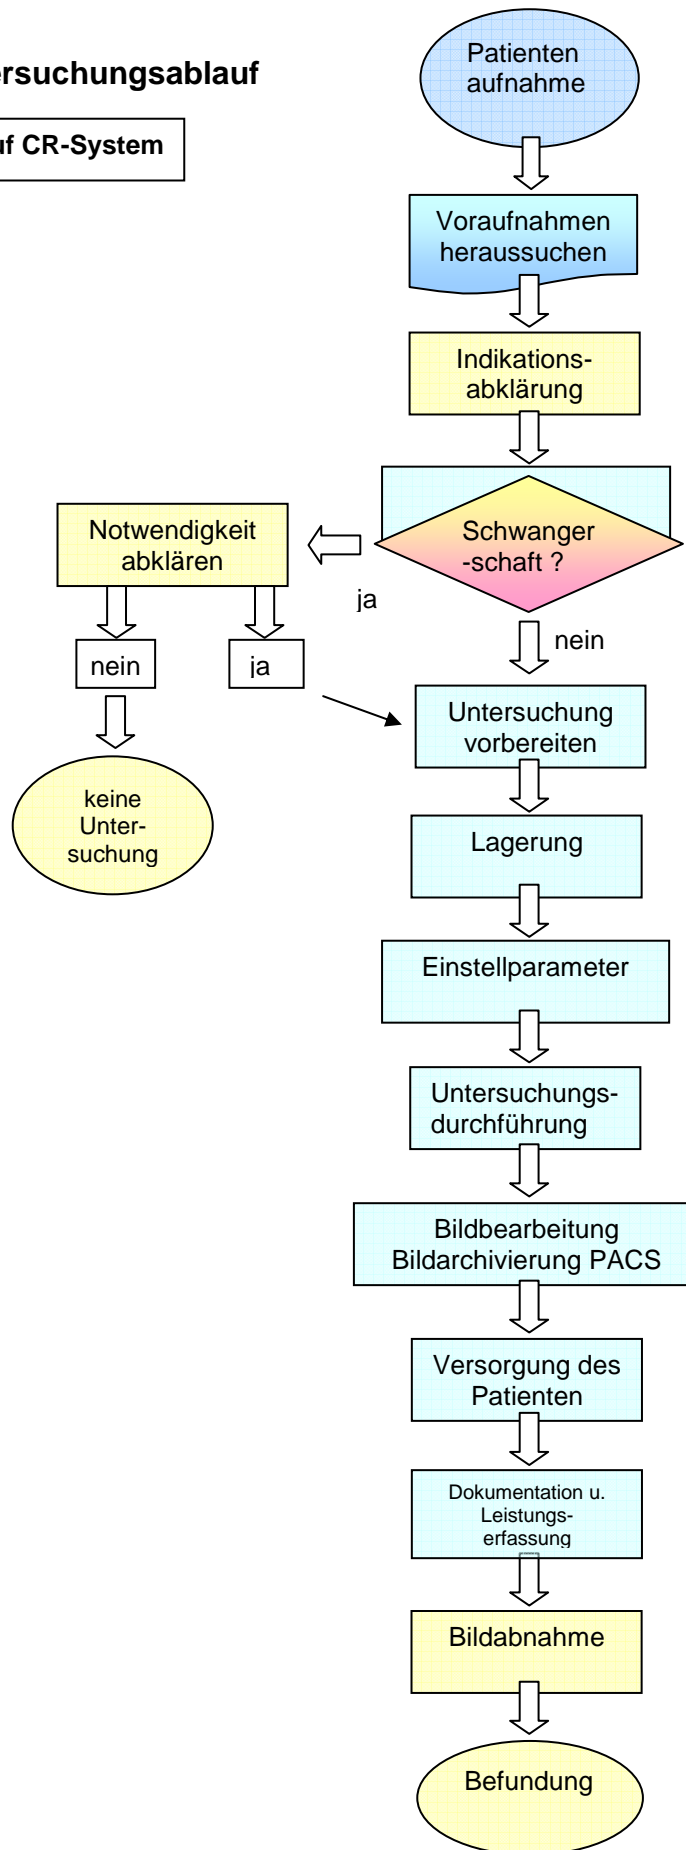 ersuchungsablauf
uf CR-System
Patienten
aufnahme
Voraufnahmen
heraussuchen
Indikations-
abklärung
Schwanger
-schaft ?
Notwendigkeit
abklären
ja
nein
nein
ja
Untersuchung
vorbereiten
keine
Unter-
suchung
Lagerung
Einstellparameter
Untersuchungs-
durchführung
Bildbearbeitung
Bildarchivierung PACS
Versorgung des
Patienten
Dokumentation u.
Leistungs-
erfassung
Bildabnahme
Befundung